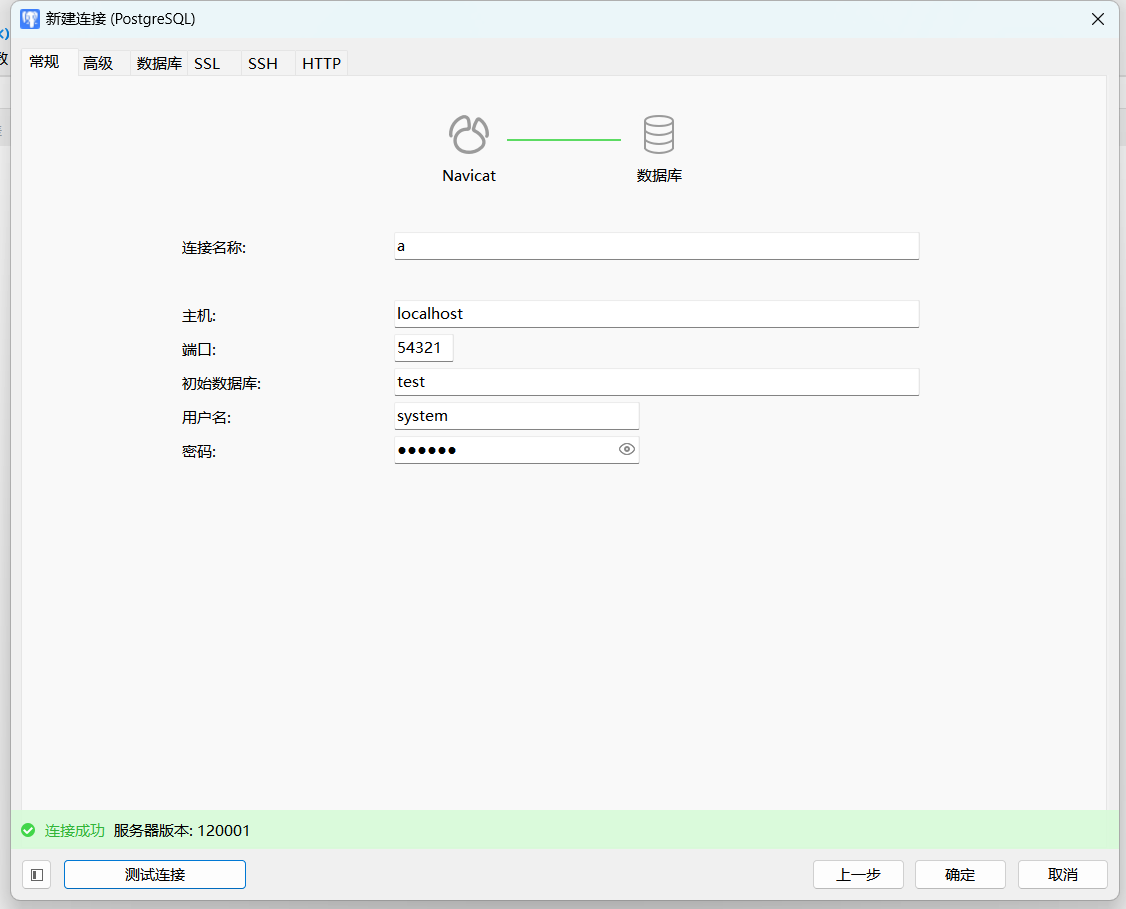 新建连接 (PostgreSQL)
常规 高级 数据库 SSL SSH HTTP
Navicat 数据库
连接名称: a
主机: localhost
端口: 54321
初始数据库: test
用户名: system
密码: ●●●●●●
连接成功 服务器版本: 120001
测试连接 上一步 确定 取消